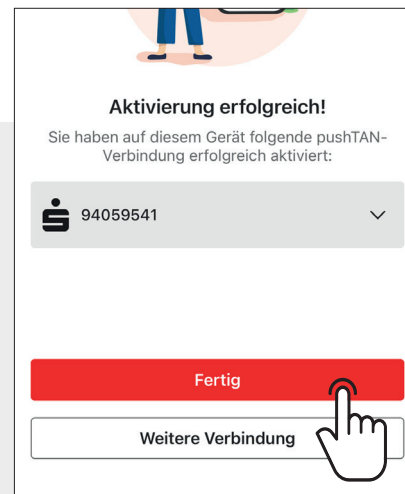 Aktivierung erfolgreich!
Sie haben auf diesem Gerät folgende pushTAN-
Verbindung erfolgreich aktiviert:
94059541
Fertig
Weitere Verbindung